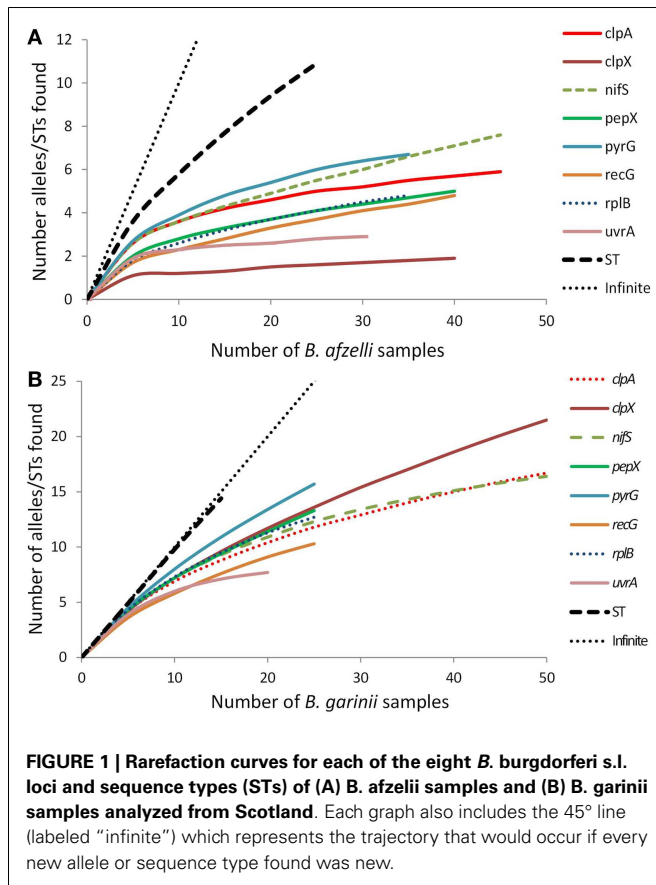 A
12
10
8
6
4
2
0
Number alleles/STs found
0 10 20 30 40 50
Number of B. afzelli samples
clpA
clpX
nifS
pepX
pyrG
recG
rplB
uvrA
ST
Infinite
B
25
20
15
10
5
0
Number of alleles/STs found
0 10 20 30 40 50
Number of B. garinii samples
clpA
clpX
nifS
pepX
pyrG
recG
rplB
uvrA
ST
Infinite
FIGURE 1 | Rarefaction curves for each of the eight B. burgdorferi s.l.
loci and sequence types (STs) of (A) B. afzelii samples and (B) B. garinii
samples analyzed from Scotland. Each graph also includes the 45° line
(labeled “infinite”) which represents the trajectory that would occur if every
new allele or sequence type found was new.